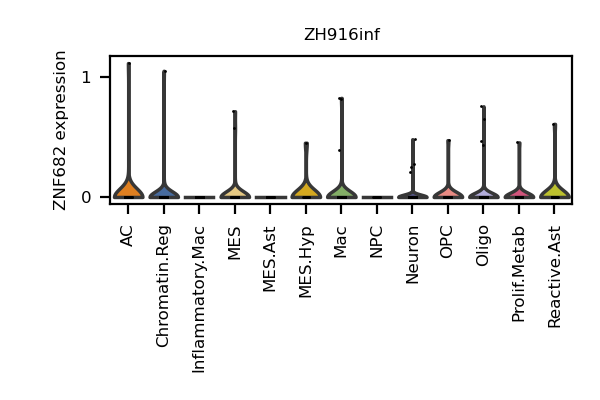 ZH916inf
ZNF682 expression
1
0
AC
Chromatin.Reg
Inflammatory.Mac
MES
MES.Ast
MES.Hyp
Mac
NPC
Neuron
OPC
Oligo
Prolif.Metab
Reactive.Ast